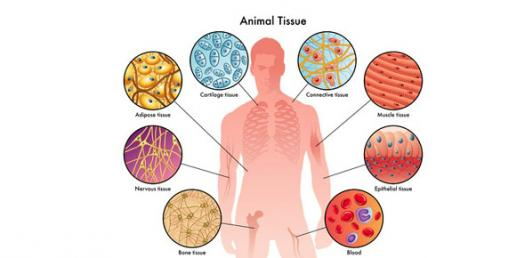 Animal Tissue
Cartilage tissue
Connective tissue
Adipose tissue
Muscle tissue
Nervous tissue
Epithelial tissue
Bone tissue
Blood